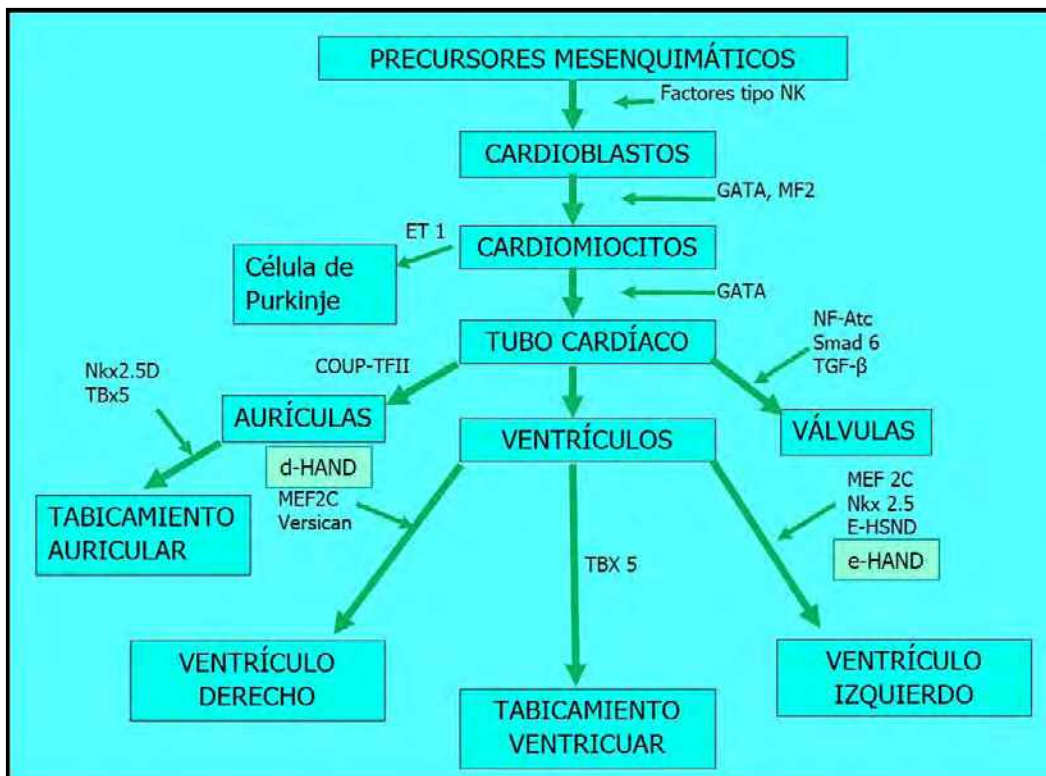 PRECURSORES MESENQUIMÁTICOS
Factores tipo NK
CARDIOBLASTOS
GATA, MF2
ET 1
CARDIOMIOCITOS
Célula de
Purkinje
GATA
TUBO CARDÍACO
NF-Atc
Smad 6
TGF-β
Nkx2.5D
TBx5
COUP-TFII
AURÍCULAS
VENTRÍCULOS
VÁLVULAS
d-HAND
MEF2C
Versican
TABICAMIENTO
AURICULAR
MEF 2C
Nkx 2.5
E-HSND
e-HAND
TBX 5
VENTRÍCULO
DERECHO
TABICAMIENTO
VENTRICUAR
VENTRÍCULO
IZQUIERDO